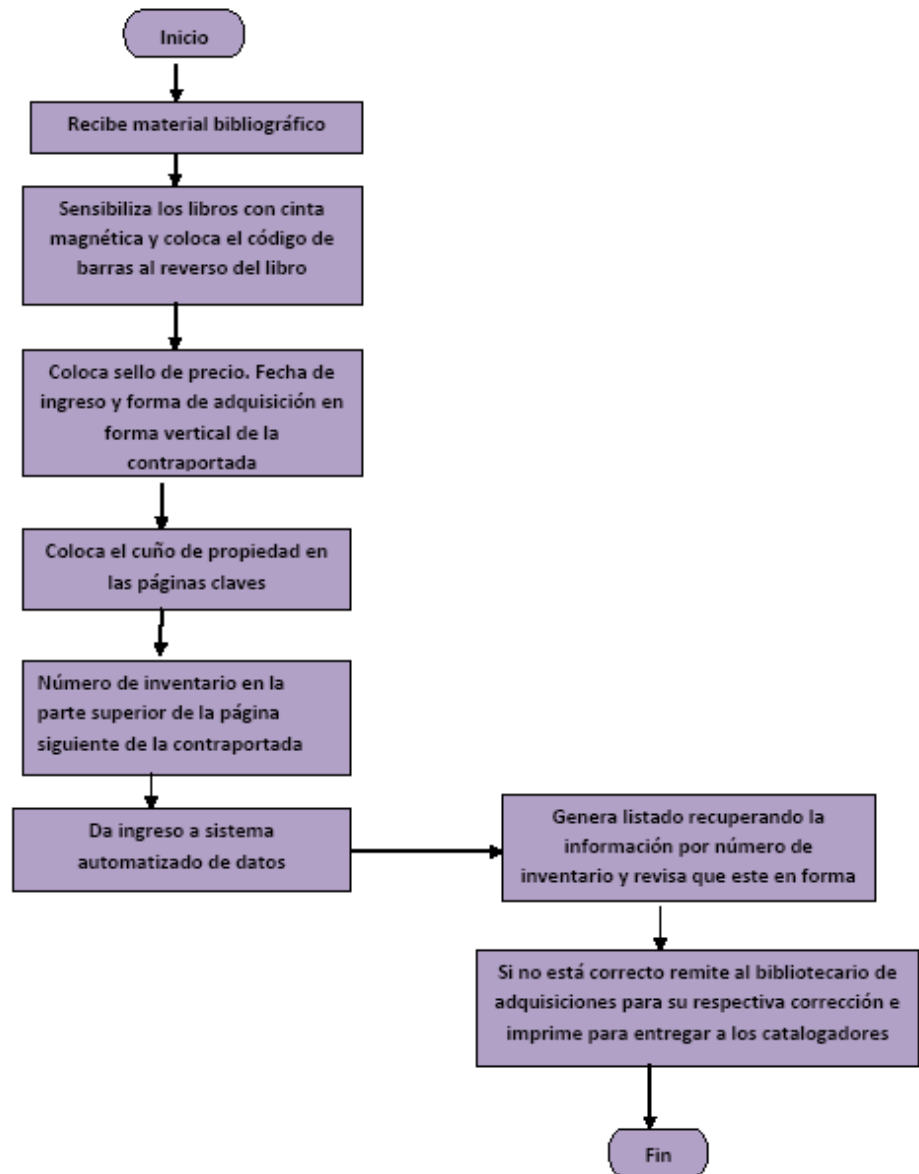 Inicio
Recibe material bibliográfico
Sensibiliza los libros con cinta
magnética y coloca el código de
barras al reverso del libro
Coloca sello de precio. Fecha de
ingreso y forma de adquisición en
forma vertical de la
contraportada
Coloca el cuño de propiedad en
las páginas claves
Número de inventario en la
parte superior de la página
siguiente de la contraportada
Da ingreso a sistema
automatizado de datos
Genera listado recuperando la
información por número de
inventario y revisa que este en forma
Si no está correcto remite al bibliotecario de
adquisiciones para su respectiva corrección e
imprime para entregar a los catalogadores
Fin